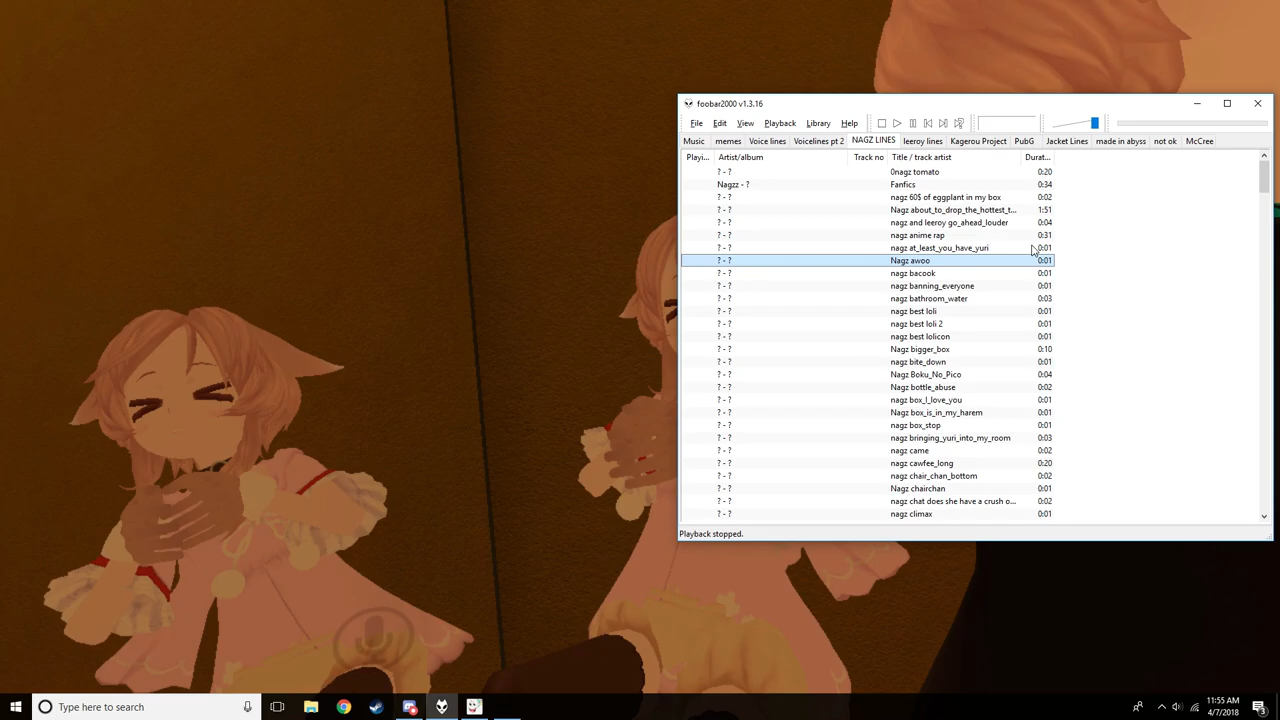 foobar2000 v1.3.16
File Edit View Playback Library Help
Music memes Voice lines Voicelines pt 2 NAGZ LINES leeroy lines Kagerou Project PubG Jacket Lines made in abyss not ok McCree
Playi... Artist/album Track no Title / track artist Durat...
? - ? 0nagz tomato 0:20
Nagzz - ? Fanfics 0:34
? - ? nagz 60$ of eggplant in my box 0:02
? - ? Nagz about_to_drop_the_hottest_t... 1:51
? - ? nagz and leeroy go_ahead_louder 0:04
? - ? nagz anime rap 0:31
? - ? nagz at_least_you_have_yuri 0:01
? - ? Nagz awoo 0:01
? - ? nagz bacook 0:01
? - ? nagz banning_everyone 0:01
? - ? nagz bathroom_water 0:03
? - ? nagz best loli 0:01
? - ? nagz best loli 2 0:01
? - ? nagz best lolicon 0:01
? - ? Nagz bigger_box 0:10
? - ? nagz bite_down 0:01
? - ? Nagz Boku_No_Pico 0:04
? - ? Nagz bottle_abuse 0:02
? - ? nagz box_I_love_you 0:01
? - ? Nagz box_is_in_my_harem 0:01
? - ? nagz box_stop 0:01
? - ? nagz bringing_yuri_into_my_room 0:03
? - ? nagz came 0:02
? - ? nagz cawfee_long 0:20
? - ? nagz chair_chan_bottom 0:02
? - ? Nagz chairchan 0:01
? - ? nagz chat does she have a crush o... 0:02
? - ? nagz climax 0:01
Playback stopped.
Type here to search
11:55 AM
4/7/2018
3